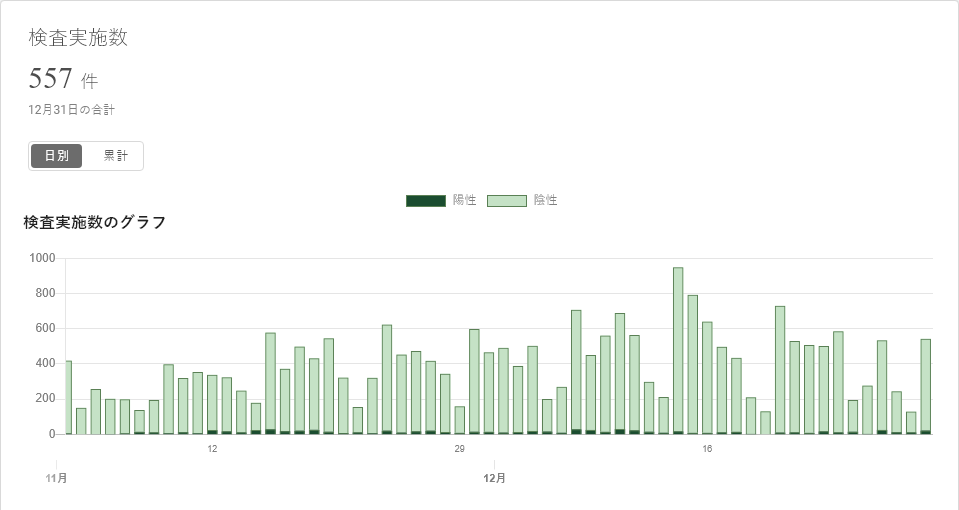 検査実施数
557 件
12月31日の合計
日別 累計
陽性 陰性
検査実施数のグラフ
1000
800
600
400
200
0
12 29 16
11月 12月